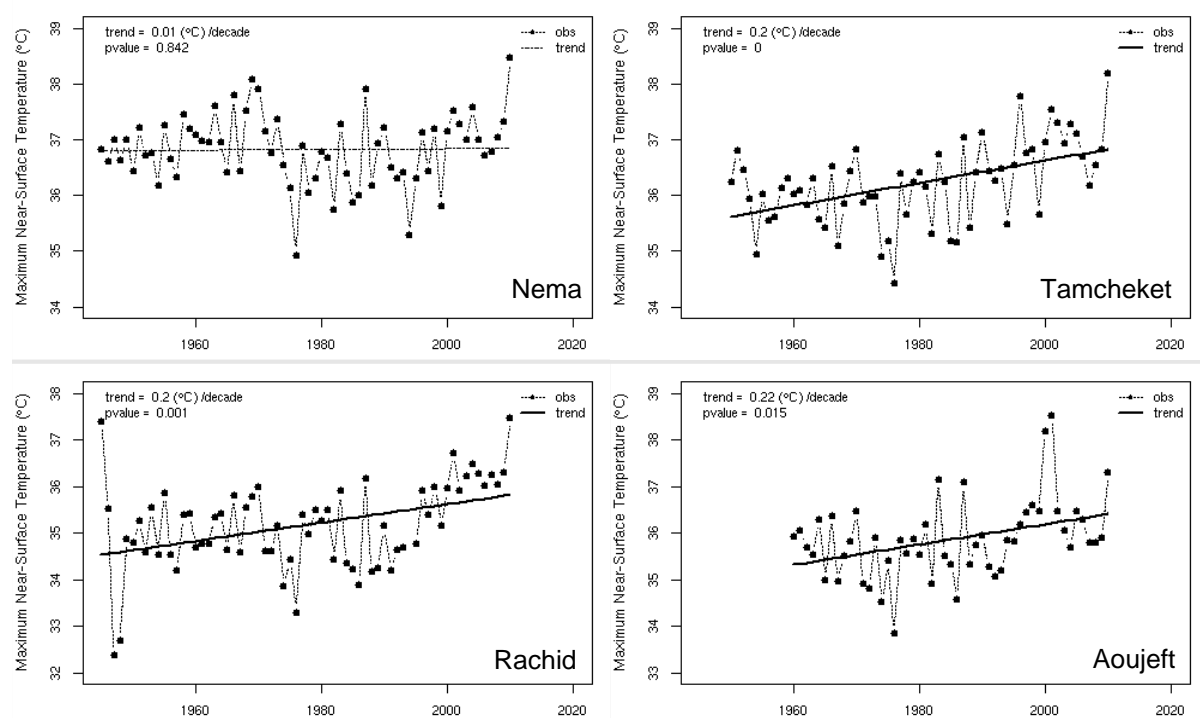 trend = 0.01 (°C) /decade
pvalue = 0.842
obs
trend
Maximum Near-Surface Temperature (°C)
39
38
37
36
35
34
Nema
1960
1980
2000
2020
trend = 0.2 (°C) /decade
pvalue = 0
obs
trend
Maximum Near-Surface Temperature (°C)
39
38
37
36
35
34
Tamcheket
1960
1980
2000
2020
trend = 0.2 (°C) /decade
pvalue = 0.001
obs
trend
Maximum Near-Surface Temperature (°C)
38
37
36
35
34
33
32
Rachid
1960
1980
2000
2020
trend = 0.22 (°C) /decade
pvalue = 0.015
obs
trend
Maximum Near-Surface Temperature (°C)
39
38
37
36
35
34
33
Aoujeft
1960
1980
2000
2020